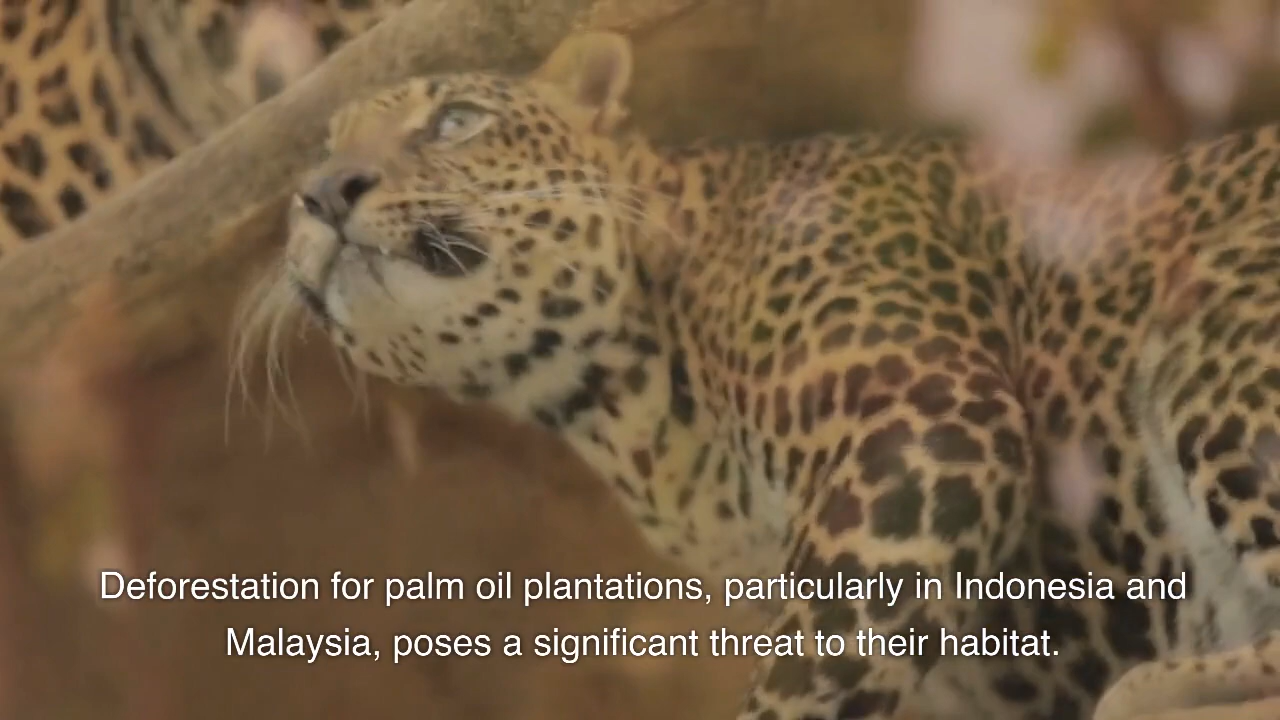 Deforestation for palm oil plantations, particularly in Indonesia and
Malaysia, poses a significant threat to their habitat.